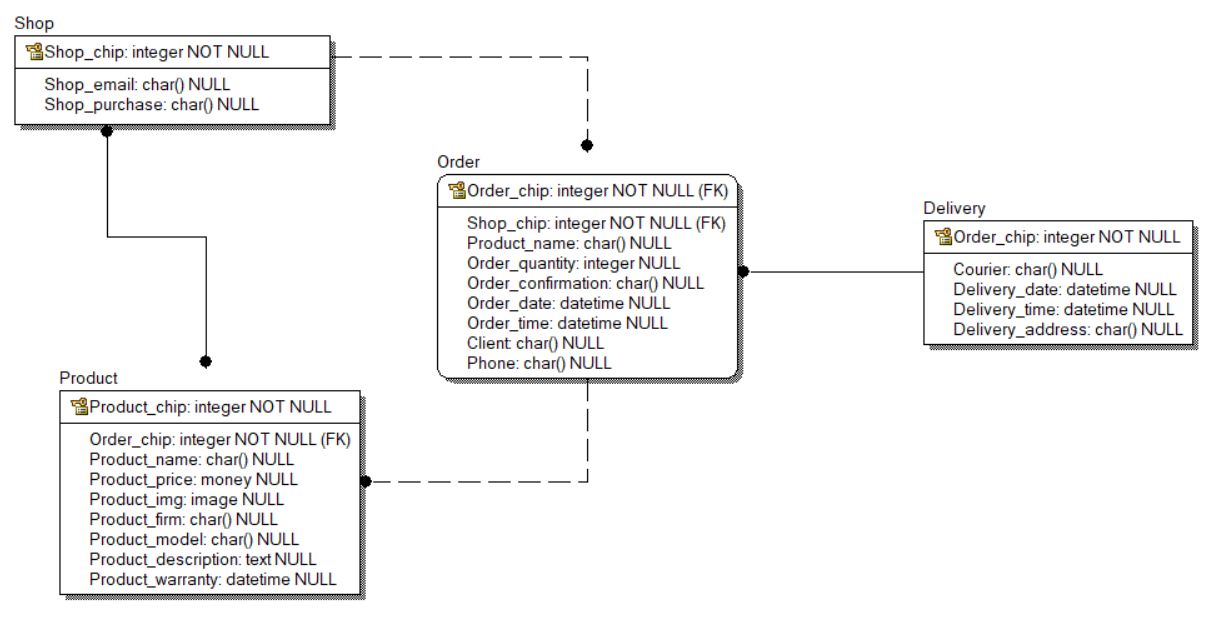 Shop
Shop_chip: integer NOT NULL
Shop_email: char() NULL
Shop_purchase: char() NULL
Order
Order_chip: integer NOT NULL (FK)
Shop_chip: integer NOT NULL (FK)
Product_name: char() NULL
Order_quantity: integer NULL
Order_confirmation: char() NULL
Order_date: datetime NULL
Order_time: datetime NULL
Client: char() NULL
Phone: char() NULL
Delivery
Order_chip: integer NOT NULL
Courier: char() NULL
Delivery_date: datetime NULL
Delivery_time: datetime NULL
Delivery_address: char() NULL
Product
Product_chip: integer NOT NULL
Order_chip: integer NOT NULL (FK)
Product_name: char() NULL
Product_price: money NULL
Product_img: image NULL
Product_firm: char() NULL
Product_model: char() NULL
Product_description: text NULL
Product_warranty: datetime NULL